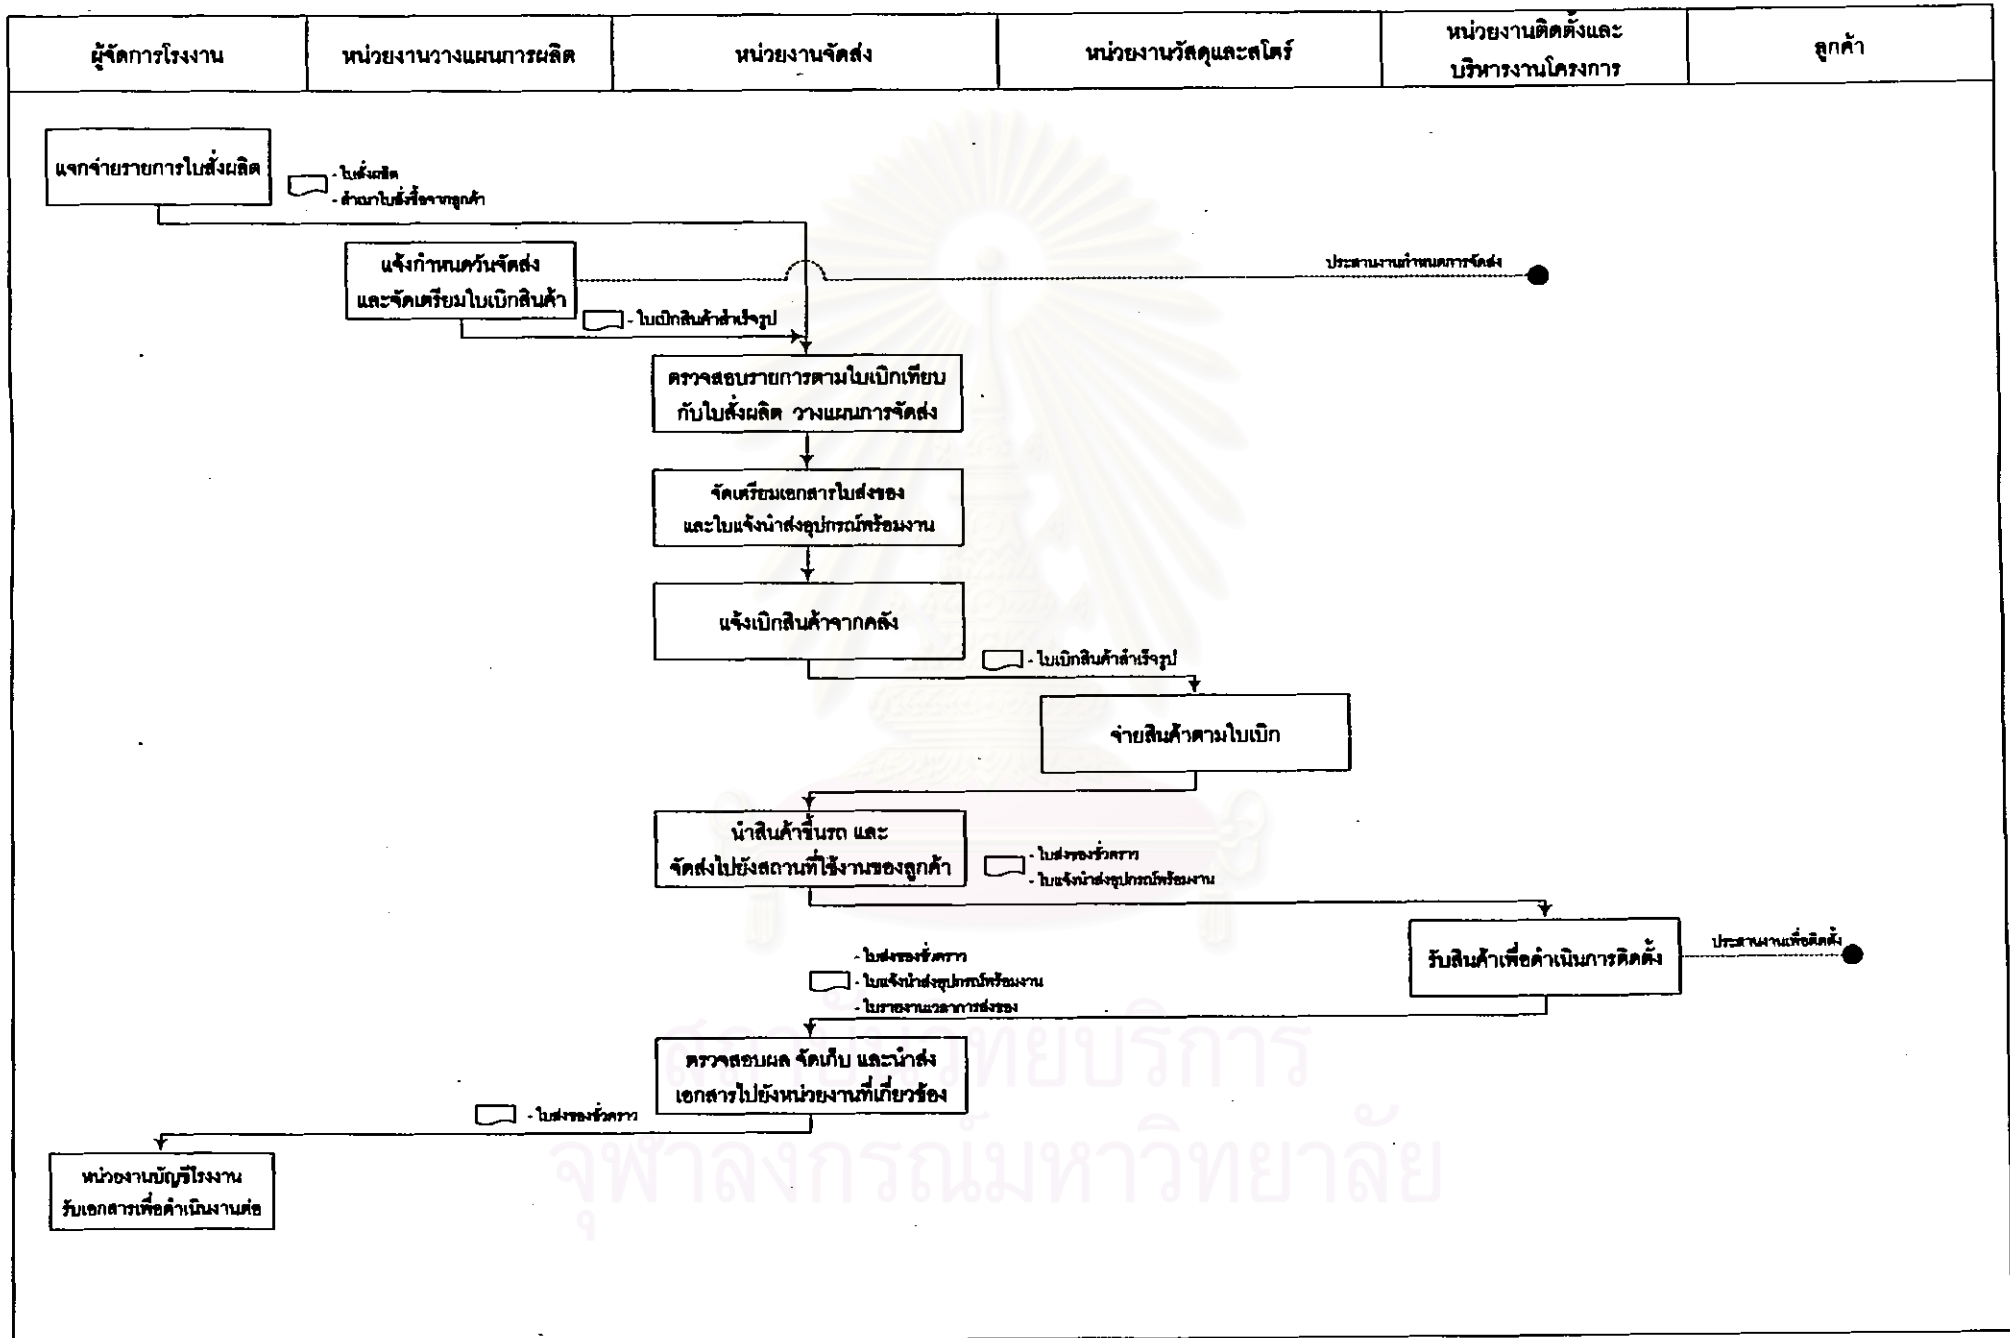 ผู้จัดการโรงงาน
หน่วยงานวางแผนการผลิต
หน่วยงานจัดส่ง
หน่วยงานวัสดุและสโตร์
หน่วยงานติดตั้งและ
บริหารงานโครงการ
ลูกค้า
แจกจ่ายรายการใบสั่งผลิต
- ใบสั่งผลิต
- สำเนาใบสั่งซื้อจากลูกค้า
แจ้งกำหนดวันจัดส่ง
และจัดเตรียมใบเบิกสินค้า
ประสานงานกำหนดการจัดส่ง
- ใบเบิกสินค้าสำเร็จรูป
ตรวจสอบรายการตามใบเบิกเทียบ
กับใบสั่งผลิต วางแผนการจัดส่ง
จัดเตรียมเอกสารใบส่งของ
และใบแจ้งนำส่งอุปกรณ์พร้อมงาน
แจ้งเบิกสินค้าจากคลัง
- ใบเบิกสินค้าสำเร็จรูป
จ่ายสินค้าตามใบเบิก
นำสินค้าขึ้นรถ และ
จัดส่งไปยังสถานที่ใช้งานของลูกค้า
- ใบส่งของชั่วคราว
- ใบแจ้งนำส่งอุปกรณ์พร้อมงาน
รับสินค้าเพื่อดำเนินการติดตั้ง
ประสานงานเพื่อติดตั้ง
- ใบส่งของชั่วคราว
- ใบแจ้งนำส่งอุปกรณ์พร้อมงาน
- ใบรายงานเวลาการส่งของ
ตรวจสอบผล จัดเก็บ และนำส่ง
เอกสารไปยังหน่วยงานที่เกี่ยวข้อง
- ใบส่งของชั่วคราว
หน่วยงานบัญชีโรงงาน
รับเอกสารเพื่อดำเนินงานต่อ
สถาบันวิทยบริการ
จุฬาลงกรณ์มหาวิทยาลัย